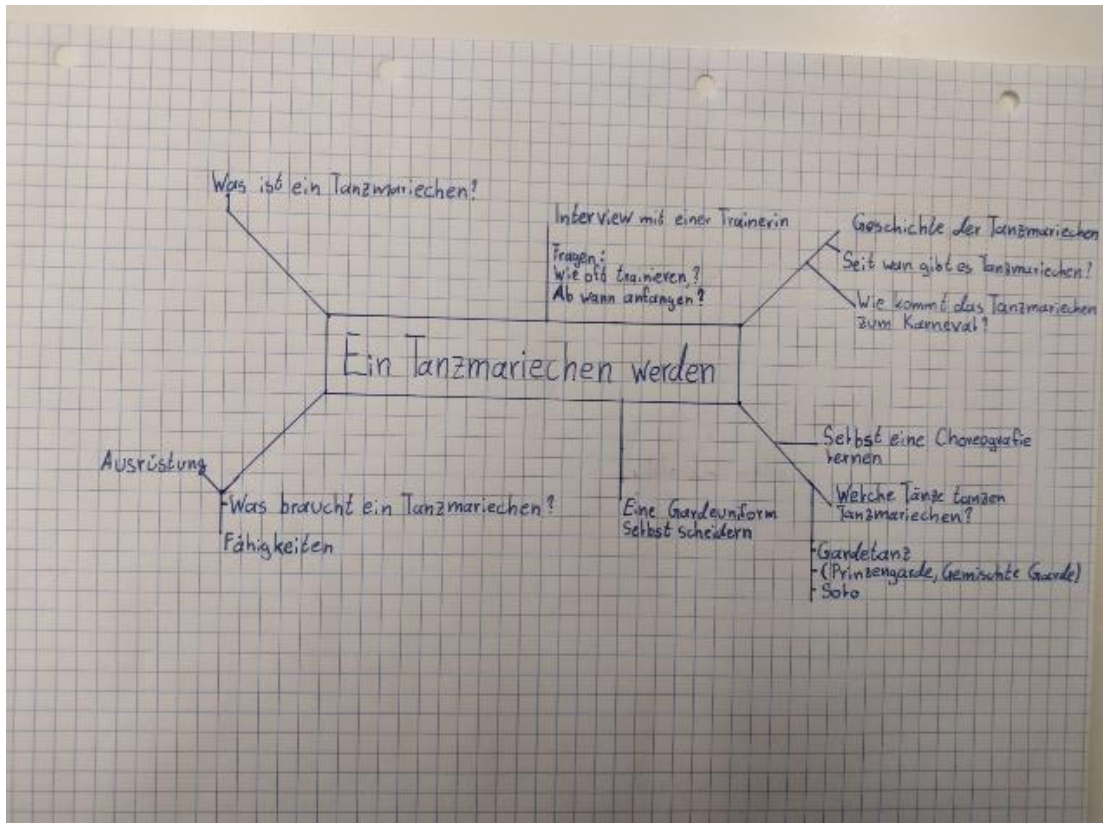 Was ist ein Tanzmariechen?
Interview mit einer Trainerin
Fragen:
Wie oft trainieren?
Ab wann anfangen?
Geschichte der Tanzmariechen
Seit wan gibt es Tanzmariechen?
Wie kommt das Tanzmariechen
zum Karneval?
Ein Tanzmariechen werden
Ausrüstung
Was braucht ein Tanzmariechen?
Fähigkeiten
Eine Gardeuniform
Selbst scheidern
Selbst eine Choreografie
lernen
Welche Tänze tanzen
Tanzmariechen?
-Gardetanz
-(Prinzengarde, Gemischte Garde)
-Solo